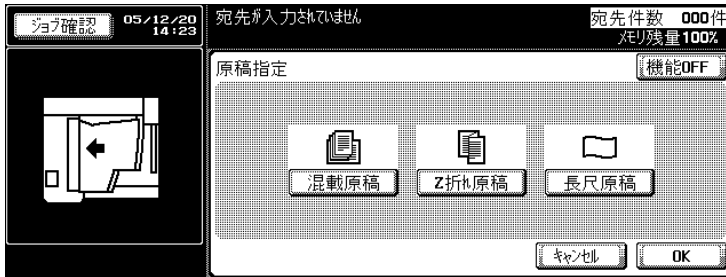 ジョブ確認
05/12/20
14:23
宛先が入力されていません
宛先件数 000件
メモリ残量100%
原稿指定
機能OFF
混載原稿
Z折れ原稿
長尺原稿
キャンセル
OK